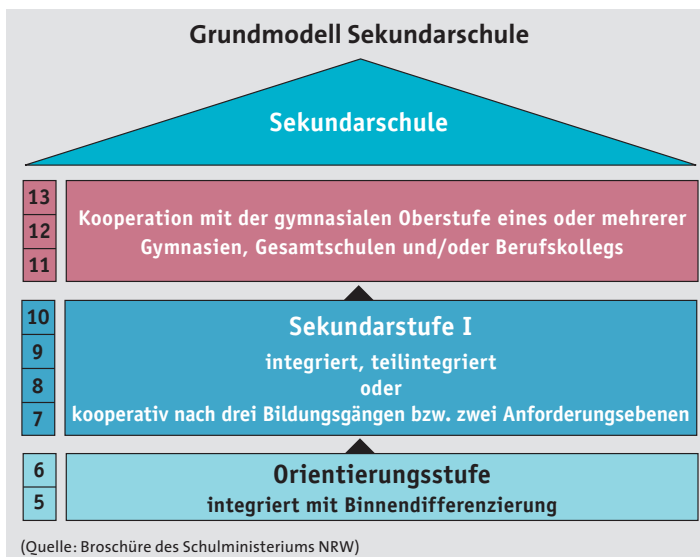 Grundmodell Sekundarschule
Sekundarschule
13
12
11
Kooperation mit der gymnasialen Oberstufe eines oder mehrerer
Gymnasien, Gesamtschulen und/oder Berufskollegs
10
9
8
7
Sekundarstufe I
integriert, teilintegriert
oder
kooperativ nach drei Bildungsgängen bzw. zwei Anforderungsebenen
6
5
Orientierungsstufe
integriert mit Binnendifferenzierung
(Quelle: Broschüre des Schulministeriums NRW)